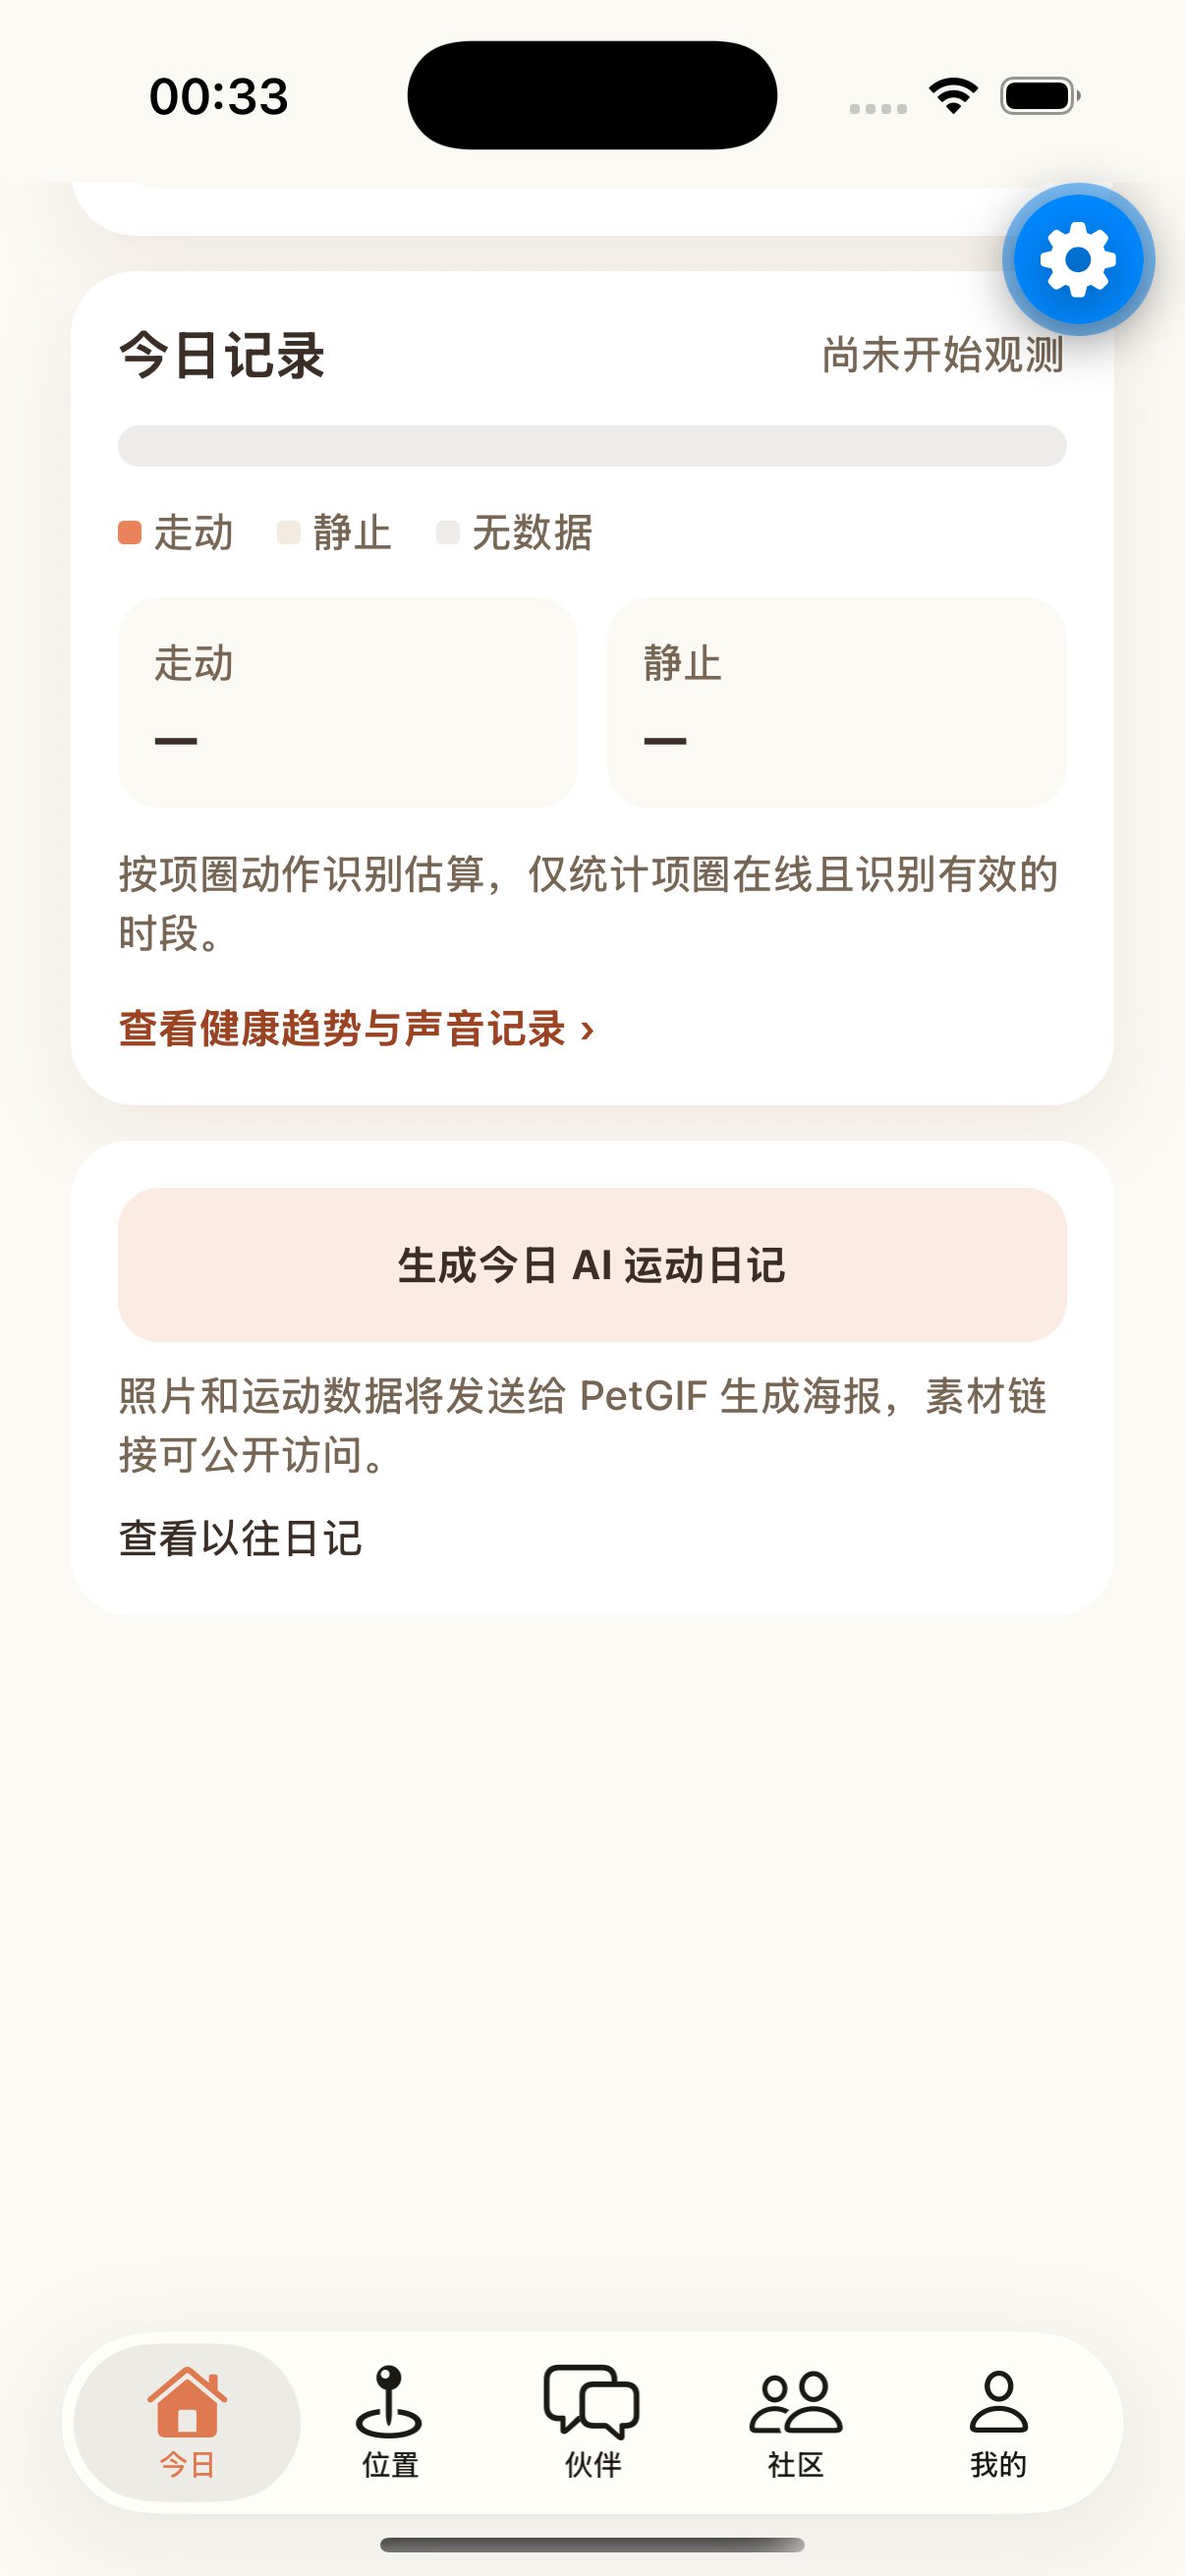 00:33
今日记录
尚未开始观测
走动 静止 无数据
走动
—
静止
—
按项圈动作识别估算，仅统计项圈在线且识别有效的
时段。
查看健康趋势与声音记录 ›
生成今日 AI 运动日记
照片和运动数据将发送给 PetGIF 生成海报，素材链
接可公开访问。
查看以往日记
今日 位置 伙伴 社区 我的